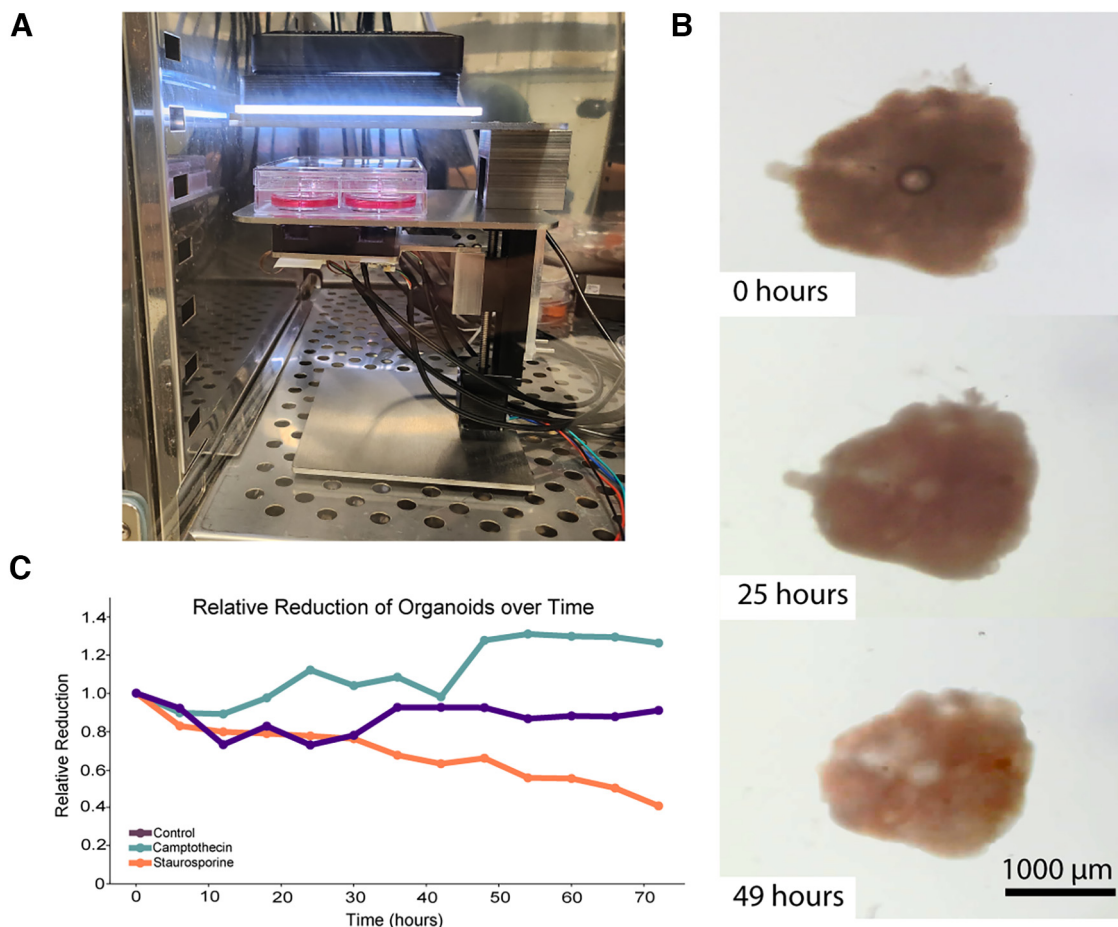 A
B
0 hours
25 hours
49 hours
1000 µm
C
Relative Reduction of Organoids over Time
Relative Reduction
1.4
1.2
1.0
0.8
0.6
0.4
0.2
0
Control
Camptothecin
Staurosporine
0 10 20 30 40 50 60 70
Time (hours)